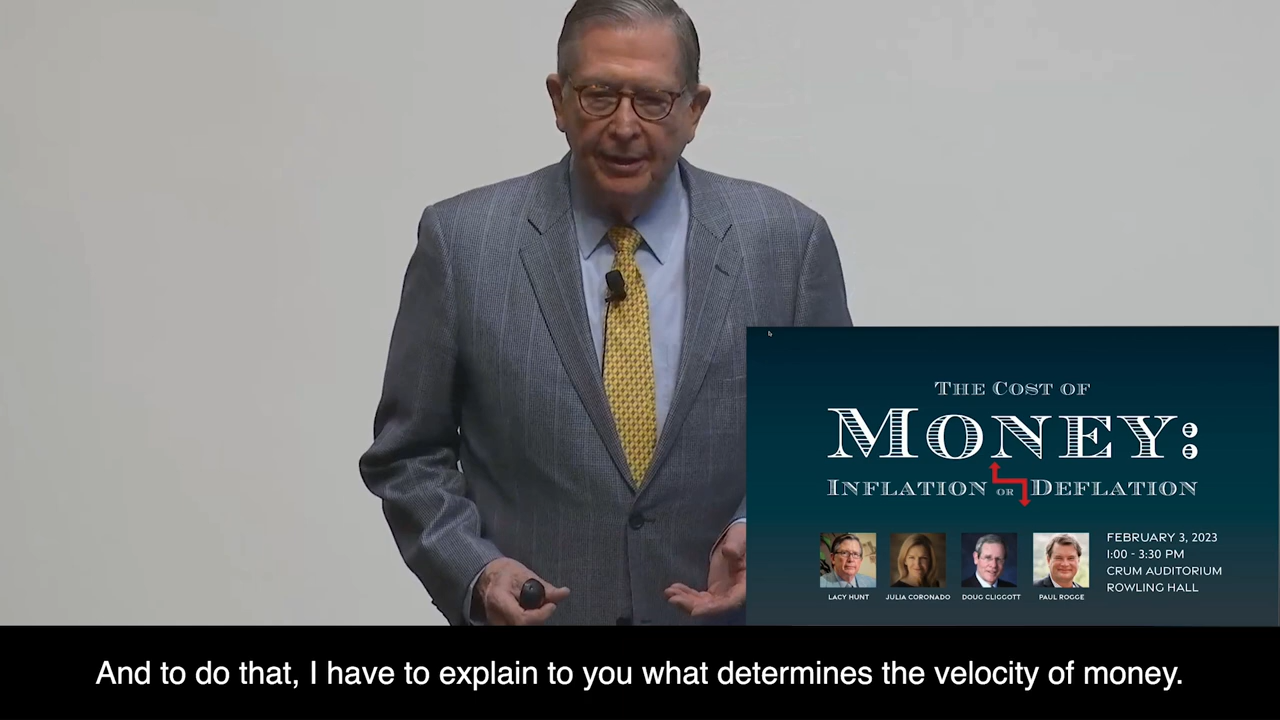 THE COST OF
MONEY:
INFLATION OR DEFLATION
LACY HUNT
JULIA CORONADO
DOUG CLIGGOTT
PAUL ROGGE
FEBRUARY 3, 2023
1:00 - 3:30 PM
CRUM AUDITORIUM
ROWLING HALL
And to do that, I have to explain to you what determines the velocity of money.